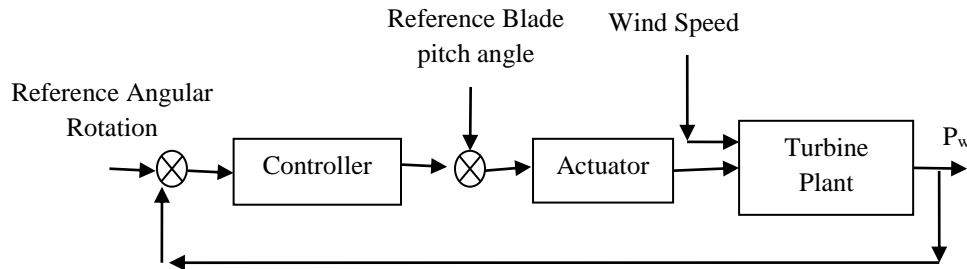 Reference Blade
pitch angle
Wind Speed
Reference Angular
Rotation
Controller
Actuator
Turbine
Plant
Pw